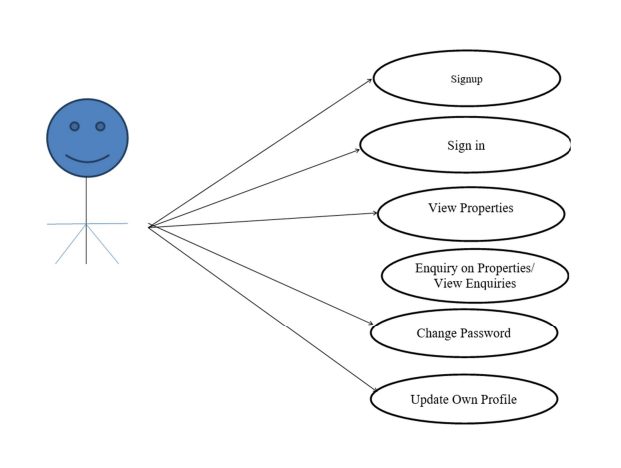 Signup
Sign in
View Properties
Enquiry on Properties/
View Enquiries
Change Password
Update Own Profile